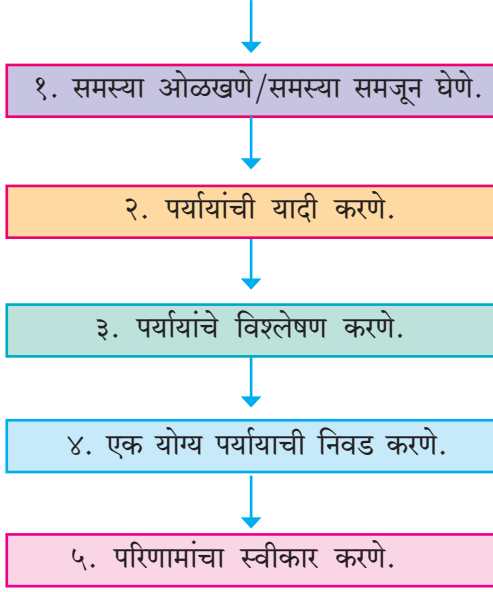 १. समस्या ओळखणे/समस्या समजून घेणे.
२. पर्यायांची यादी करणे.
३. पर्यायांचे विश्लेषण करणे.
४. एक योग्य पर्यायाची निवड करणे.
५. परिणामांचा स्वीकार करणे.